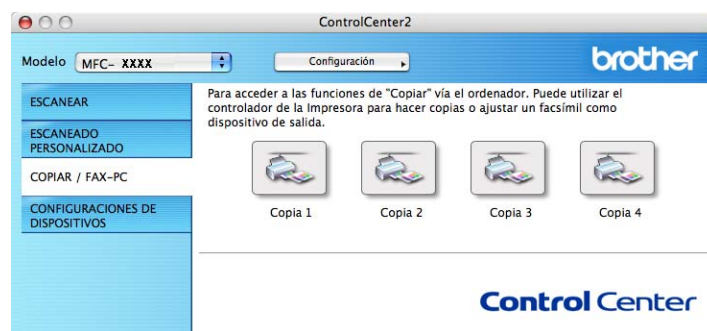 ControlCenter2
Modelo
MFC- XXXX
Configuración
brother
ESCANEAR
ESCANEADO
PERSONALIZADO
COPIAR / FAX-PC
CONFIGURACIONES DE
DISPOSITIVOS
Para acceder a las funciones de "Copiar" vía el ordenador. Puede utilizar el
controlador de la Impresora para hacer copias o ajustar un facsímil como
dispositivo de salida.
Copia 1
Copia 2
Copia 3
Copia 4
Control Center